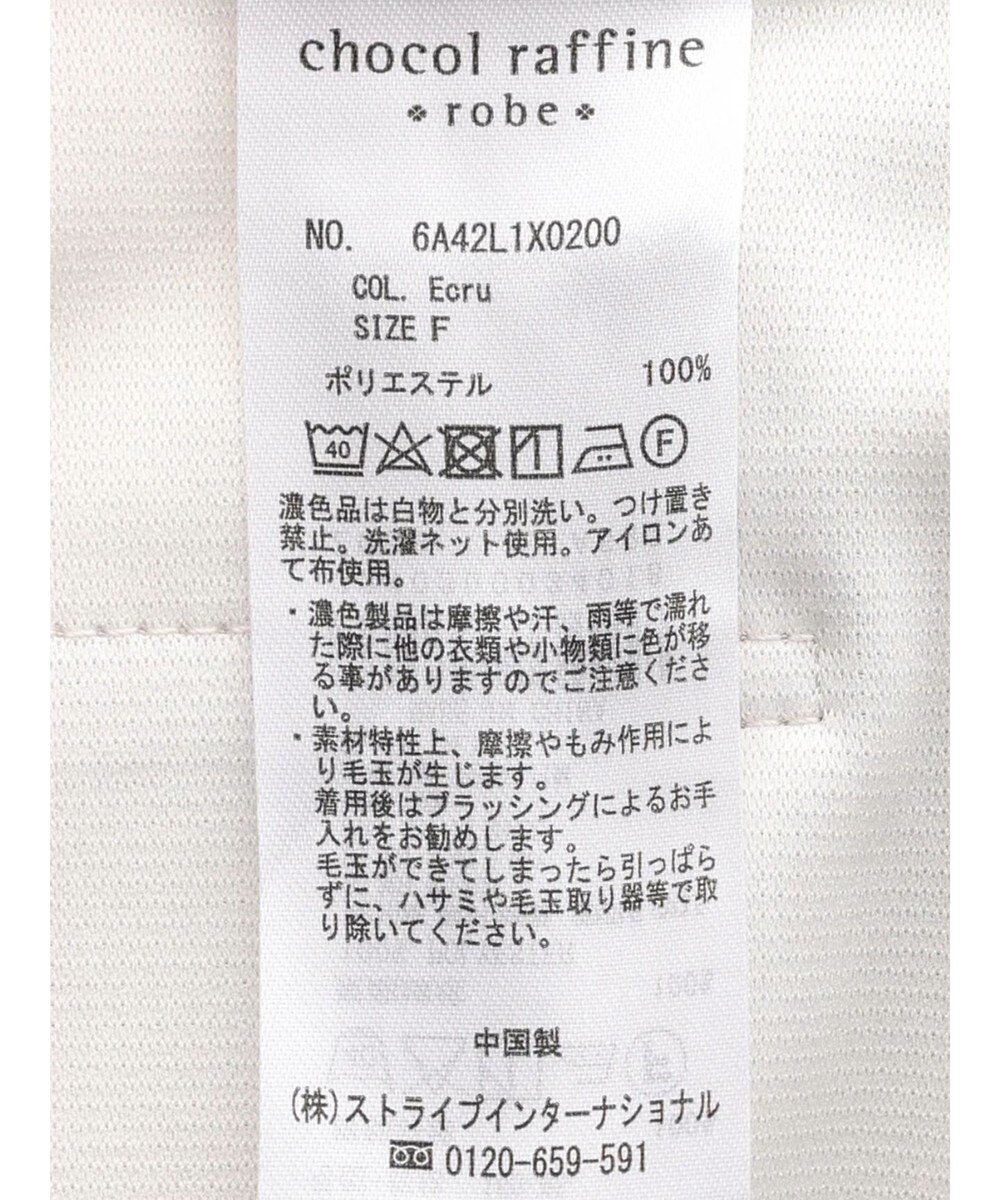 chocol raffine
robe
NO. 6A42L1X0200
COL. Ecru
SIZE F
ポリエステル 100%
40 F
濃色品は白物と分別洗い。つけ置き
禁止。洗濯ネット使用。アイロンあ
て布使用。
・濃色製品は摩擦や汗、雨等で濡れ
た際に他の衣類や小物類に色が移
る事がありますのでご注意くださ
い。
・素材特性上、摩擦やもみ作用によ
り毛玉が生じます。
着用後はブラッシングによるお手
入れをお勧めします。
毛玉ができてしまったら引っぱら
ずに、ハサミや毛玉取り器等で取
り除いてください。
中国製
(株)ストライプインターナショナル
0120-659-591